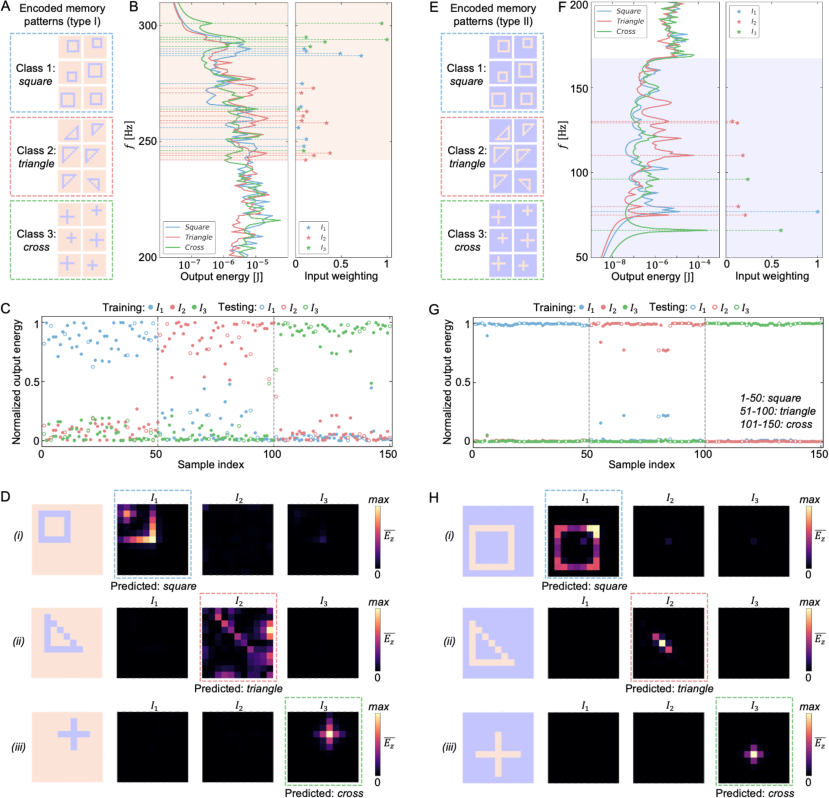 A
Encoded memory
patterns (type I)
Class 1:
square
Class 2:
triangle
Class 3:
cross
B
300
250
200
f [Hz]
Square
Triangle
Cross
10⁻⁷
10⁻⁶
10⁻⁵
Output energy [J]
I₁
I₂
I₃
0
0.5
1
Input weighting
E
Encoded memory
patterns (type II)
Class 1:
square
Class 2:
triangle
Class 3:
cross
F
200
150
100
50
f [Hz]
Square
Triangle
Cross
10⁻⁸
10⁻⁶
10⁻⁴
Output energy [J]
I₁
I₂
I₃
0
0.5
1
Input weighting
C
Training: I₁ I₂ I₃ Testing: I₁ I₂ I₃
Normalized output energy
1
0.5
0
0
50
100
150
Sample index
G
Training: I₁ I₂ I₃ Testing: I₁ I₂ I₃
Normalized output energy
1
0.5
0
1-50: square
51-100: triangle
101-150: cross
0
50
100
150
Sample index
D
I₁
I₂
I₃
(i)
max
E_z
0
Predicted: square
I₁
I₂
I₃
(ii)
max
E_z
0
Predicted: triangle
I₁
I₂
I₃
(iii)
max
E_z
0
Predicted: cross
H
I₁
I₂
I₃
(i)
max
E_z
0
Predicted: square
I₁
I₂
I₃
(ii)
max
E_z
0
Predicted: triangle
I₁
I₂
I₃
(iii)
max
E_z
0
Predicted: cross